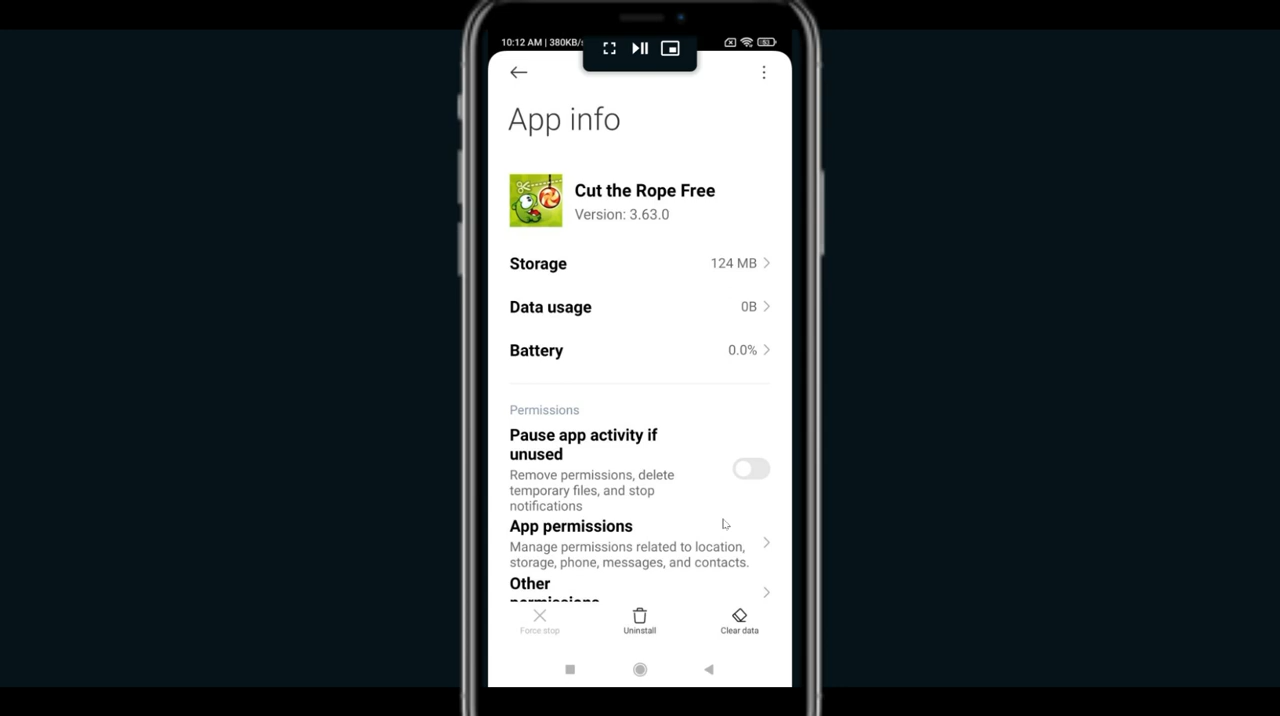 10:12 AM | 380KB/s
53
App info
Cut the Rope Free
Version: 3.63.0
Storage 124 MB
Data usage 0B
Battery 0.0%
Permissions
Pause app activity if
unused
Remove permissions, delete
temporary files, and stop
notifications
App permissions
Manage permissions related to location,
storage, phone, messages, and contacts.
Other
permissions
Force stop Uninstall Clear data